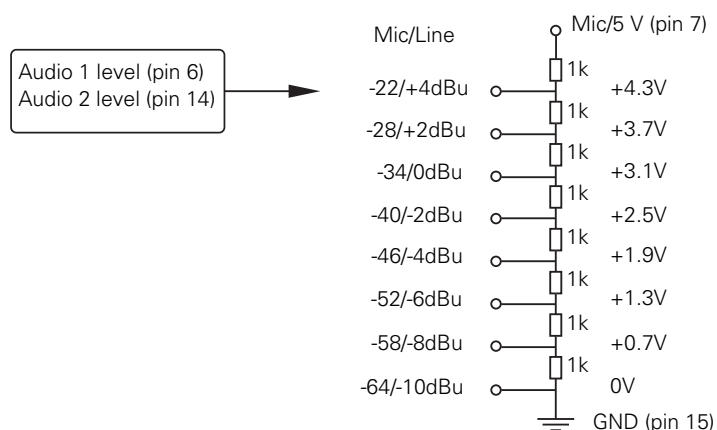 Mic/Line
Mic/5 V (pin 7)
Audio 1 level (pin 6)
Audio 2 level (pin 14)
1k
-22/+4dBu
+4.3V
1k
-28/+2dBu
+3.7V
1k
-34/0dBu
+3.1V
1k
-40/-2dBu
+2.5V
1k
-46/-4dBu
+1.9V
1k
-52/-6dBu
+1.3V
1k
-58/-8dBu
+0.7V
1k
-64/-10dBu
0V
GND (pin 15)